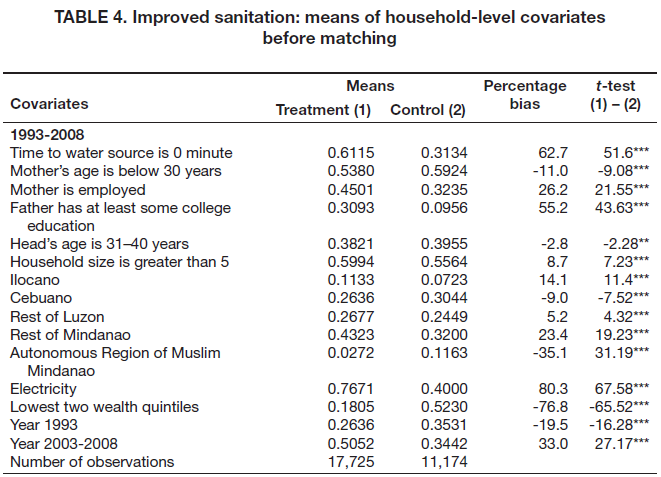 TABLE 4. Improved sanitation: means of household-level covariates
before matching
Means Percentage t-test
Covariates Treatment (1) Control (2) bias (1) – (2)
1993-2008
Time to water source is 0 minute 0.6115 0.3134 62.7 51.6***
Mother's age is below 30 years 0.5380 0.5924 -11.0 -9.08***
Mother is employed 0.4501 0.3235 26.2 21.55***
Father has at least some college 0.3093 0.0956 55.2 43.63***
education
Head's age is 31–40 years 0.3821 0.3955 -2.8 -2.28**
Household size is greater than 5 0.5994 0.5564 8.7 7.23***
Ilocano 0.1133 0.0723 14.1 11.4***
Cebuano 0.2636 0.3044 -9.0 -7.52***
Rest of Luzon 0.2677 0.2449 5.2 4.32***
Rest of Mindanao 0.4323 0.3200 23.4 19.23***
Autonomous Region of Muslim 0.0272 0.1163 -35.1 31.19***
Mindanao
Electricity 0.7671 0.4000 80.3 67.58***
Lowest two wealth quintiles 0.1805 0.5230 -76.8 -65.52***
Year 1993 0.2636 0.3531 -19.5 -16.28***
Year 2003-2008 0.5052 0.3442 33.0 27.17***
Number of observations 17,725 11,174